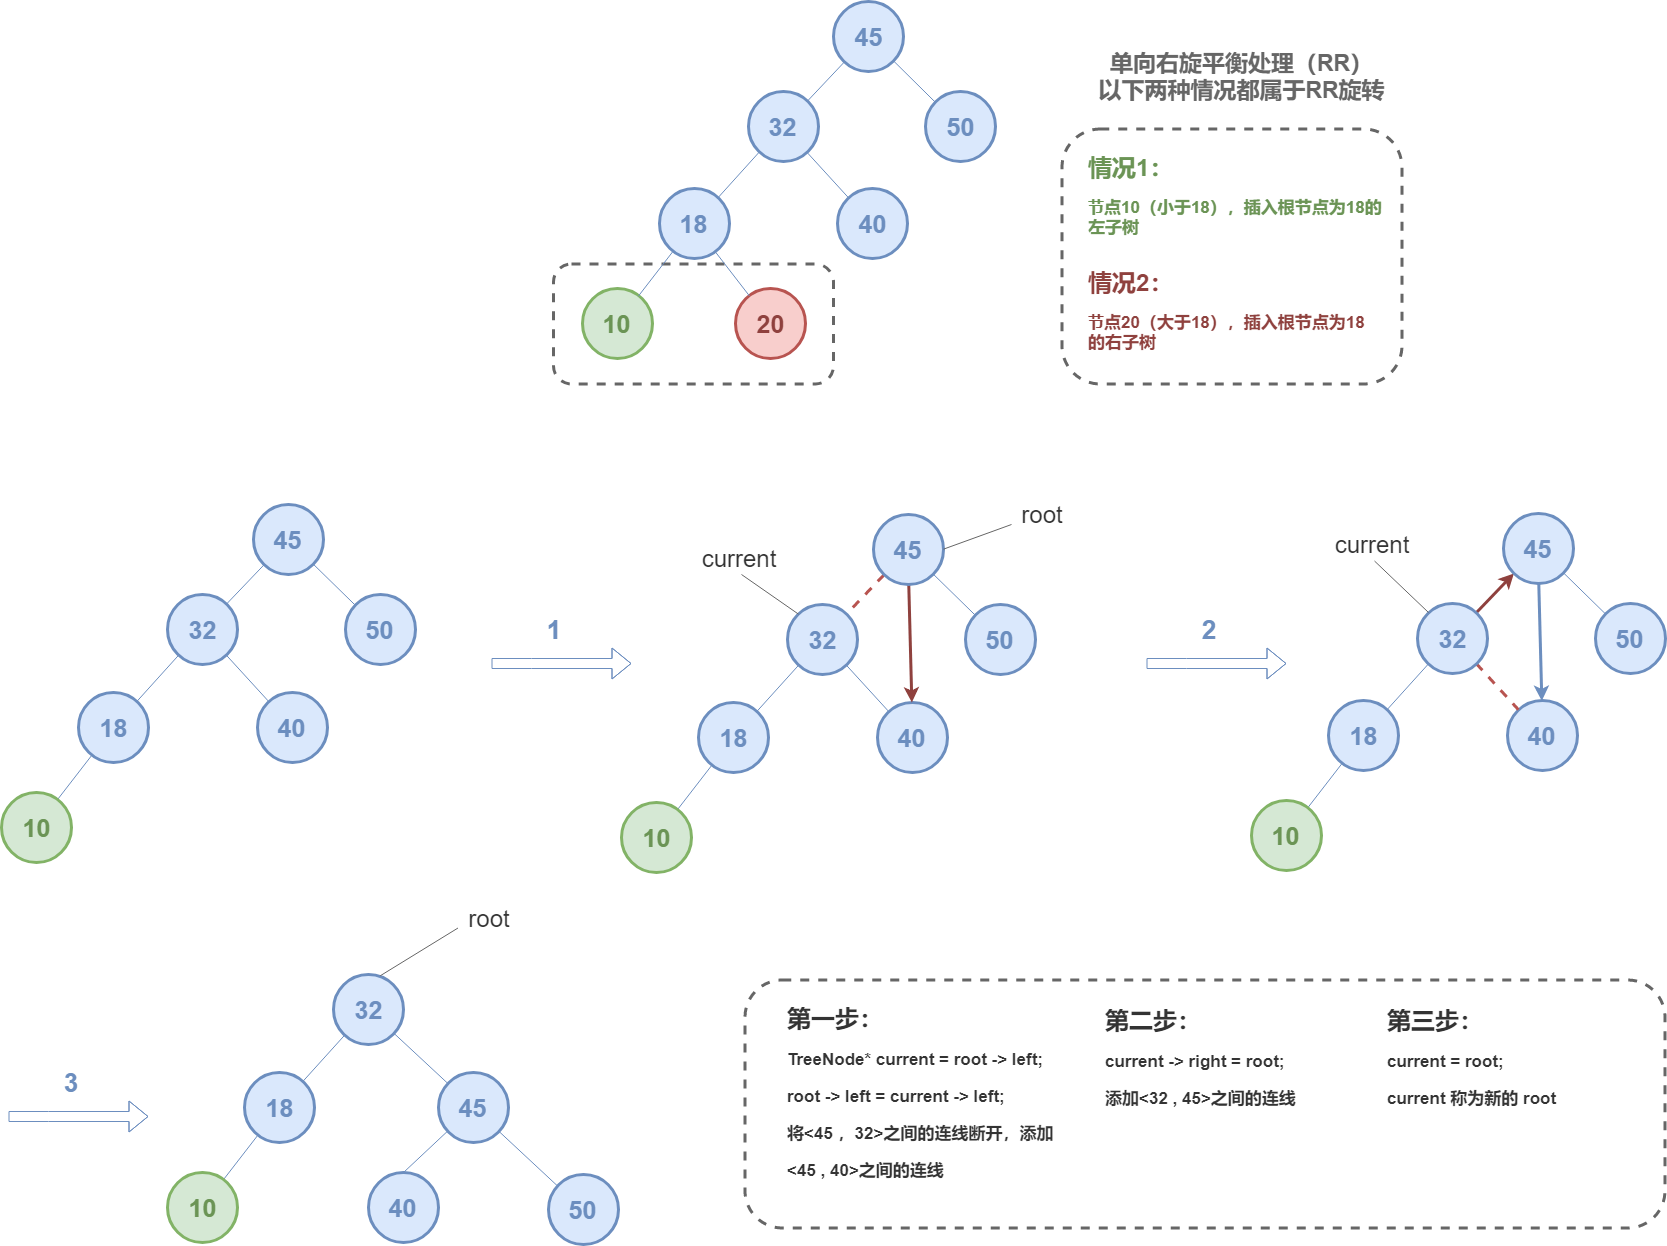 45
单向右旋平衡处理（RR）
以下两种情况都属于RR旋转
32
50
情况1：
节点10（小于18），插入根节点为18的
左子树
18
40
情况2：
节点20（大于18），插入根节点为18
的右子树
10
20
45
32
50
18
40
10
1
root
current
45
32
50
18
40
10
2
current
45
32
50
18
40
10
3
root
32
18
45
10
40
50
第一步：
TreeNode* current = root -> left;
root -> left = current -> left;
将<45 ，32>之间的连线断开，添加
<45 , 40>之间的连线
第二步：
current -> right = root;
添加<32 , 45>之间的连线
第三步：
current = root;
current 称为新的 root